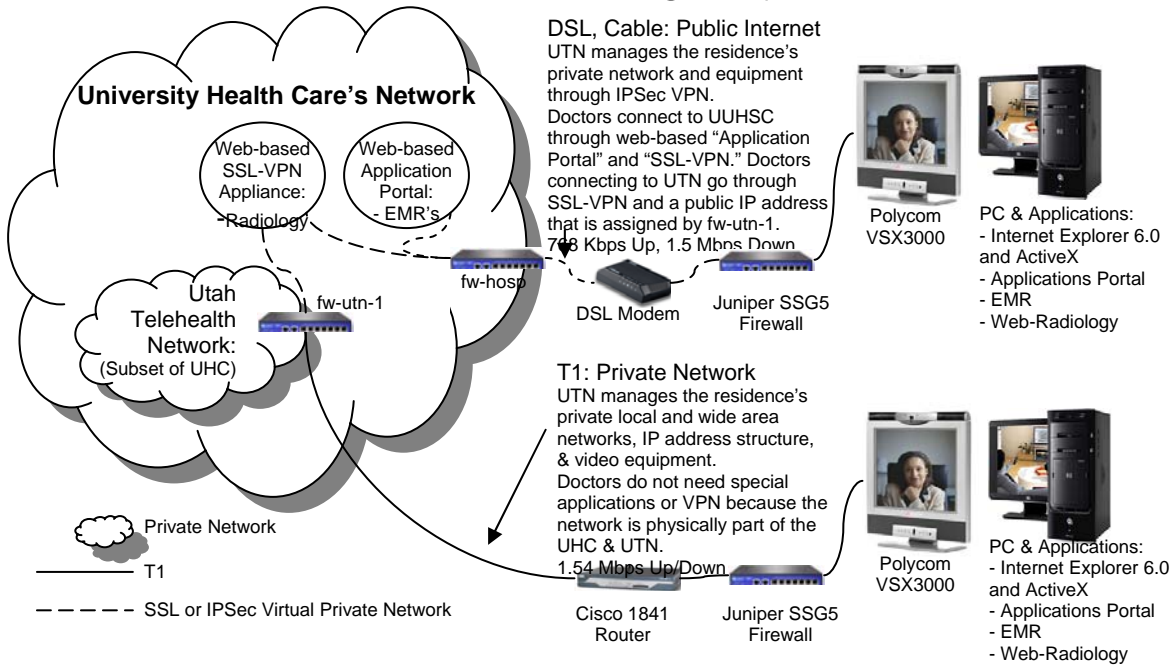 DSL, Cable: Public Internet
UTN manages the residence's
private network and equipment
through IPSec VPN.
Doctors connect to UUHSC
through web-based “Application
Portal” and “SSL-VPN.” Doctors
connecting to UTN go through
SSL-VPN and a public IP address
that is assigned by fw-utn-1.
768 Kbps Up, 1.5 Mbps Down
University Health Care's Network
Web-based
SSL-VPN
Appliance:
-Radiology
Web-based
Application
Portal:
- EMR's
fw-hosp
DSL Modem
Juniper SSG5
Firewall
Polycom
VSX3000
PC & Applications:
- Internet Explorer 6.0
and ActiveX
- Applications Portal
- EMR
- Web-Radiology
Utah
Telehealth
Network:
(Subset of UHC)
fw-utn-1
T1: Private Network
UTN manages the residence's
private local and wide area
networks, IP address structure,
& video equipment.
Doctors do not need special
applications or VPN because the
network is physically part of the
UHC & UTN.
1.54 Mbps Up/Down
Cisco 1841
Router
Juniper SSG5
Firewall
Polycom
VSX3000
PC & Applications:
- Internet Explorer 6.0
and ActiveX
- Applications Portal
- EMR
- Web-Radiology
Private Network
T1
SSL or IPSec Virtual Private Network